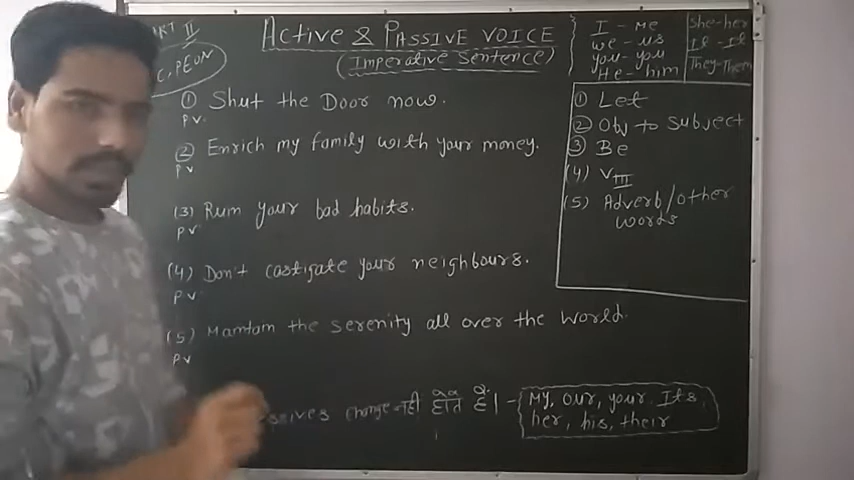 II
C, PEON
ACTIVE & PASSIVE VOICE
(Imperative Sentence)
I - Me
we - us
you - you
He - him
She-her
It - It
They-Them
① Shut the Door now.
P.V.
② Enrich my family with your money.
P.V
(3) Ruin your bad habits.
P.V
(4) Don't castigate your neighbours.
P.V
(5) Maintain the serenity all over the world.
P.V
① Let
② Obj to Subject
③ Be
(4) VIII
(5) Adverb/other
words
change नहीं होते हैं। - My, our, your, Its,
her, his, their